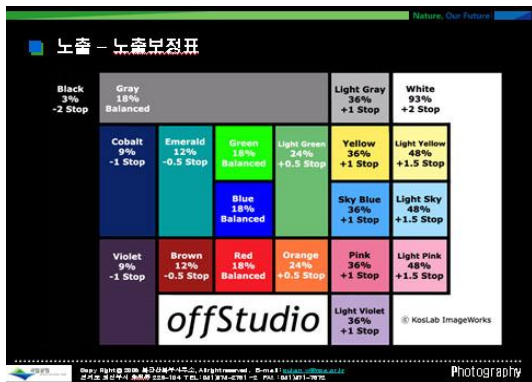 Nature, Our Future
노출 – 노출보정표
Black
3%
-2 Stop
Gray
18%
Balanced
Light Gray
36%
+1 Stop
White
93%
+2 Stop
Cobalt
9%
-1 Stop
Emerald
12%
-0.5 Stop
Green
18%
Balanced
Light Green
24%
+0.5 Stop
Yellow
36%
+1 Stop
Light Yellow
48%
+1.5 Stop
Blue
18%
Balanced
Sky Blue
36%
+1 Stop
Light Sky
48%
+1.5 Stop
Violet
9%
-1 Stop
Brown
12%
-0.5 Stop
Red
18%
Balanced
Orange
24%
+0.5 Stop
Pink
36%
+1 Stop
Light Pink
48%
+1.5 Stop
offStudio
Light Violet
36%
+1 Stop
© KosLab ImageWorks
Copy Right@ 2006
E-mail:
Photography